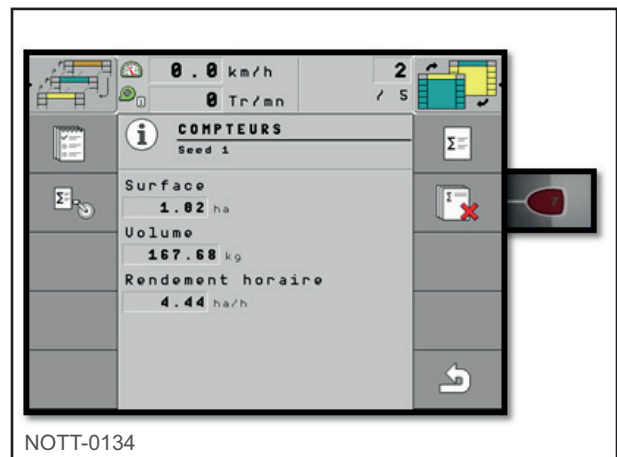 0.0 km/h
2
0 Tr/mn
/ 5
COMPTEURS
Seed 1
Surface
1.02 ha
Volume
167.68 kg
Rendement horaire
4.44 ha/h
NOTT-0134